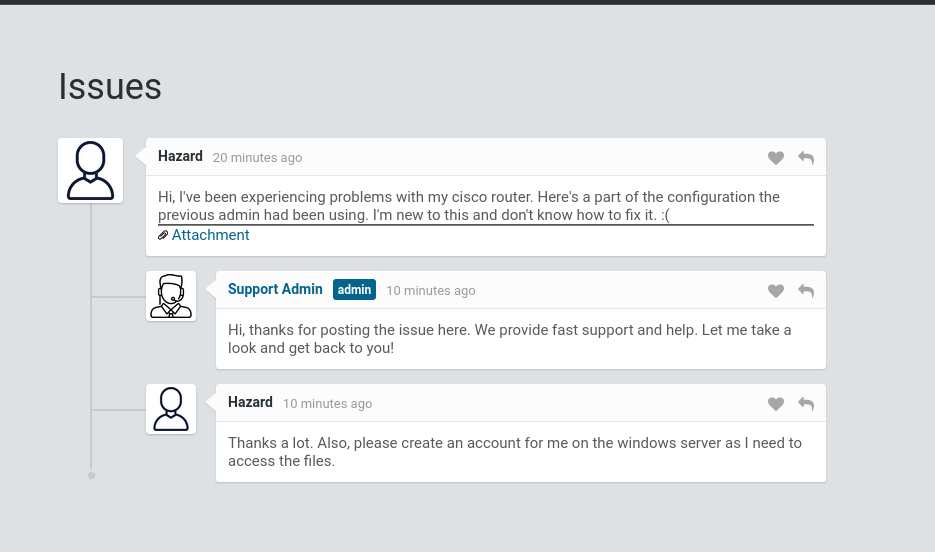 Issues
Hazard 20 minutes ago
Hi, I've been experiencing problems with my cisco router. Here's a part of the configuration the
previous admin had been using. I'm new to this and don't know how to fix it. :(
Attachment
Support Admin admin 10 minutes ago
Hi, thanks for posting the issue here. We provide fast support and help. Let me take a
look and get back to you!
Hazard 10 minutes ago
Thanks a lot. Also, please create an account for me on the windows server as I need to
access the files.